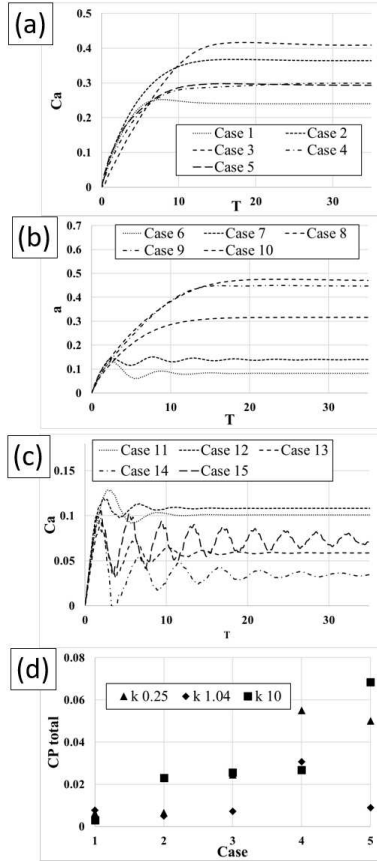 (a)
0.5
0.4
0.3
0.2
0.1
0
Ca
Case 1
Case 2
Case 3
Case 4
Case 5
0
10
20
30
T
(b)
0.7
0.6
0.5
0.4
0.3
0.2
0.1
0
a
Case 6
Case 7
Case 8
Case 9
Case 10
0
10
20
30
T
(c)
0.15
0.1
0.05
0
Ca
Case 11
Case 12
Case 13
Case 14
Case 15
0
10
20
30
T
(d)
0.08
0.06
0.04
0.02
0
CP total
k 0.25
k 1.04
k 10
1
2
3
4
5
Case